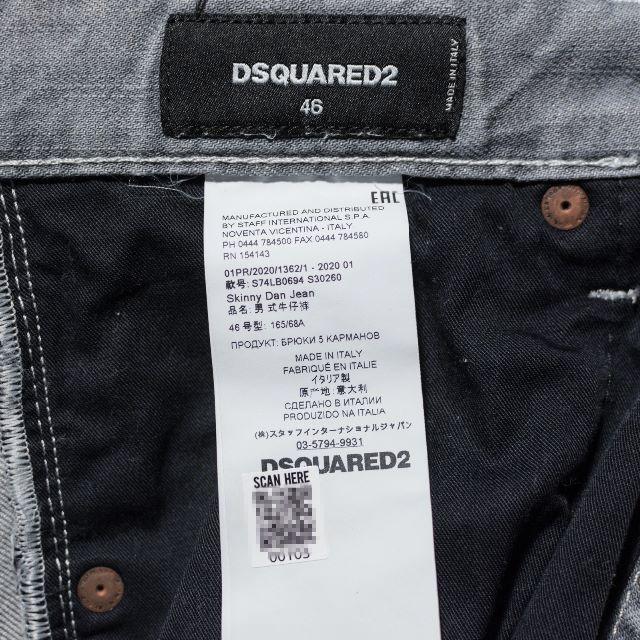 DSQUARED2
46
MADE IN ITALY
EAC
MANUFACTURED AND DISTRIBUTED
BY STAFF INTERNATIONAL S.P.A
NOVENTA VICENTINA - ITALY
PH 0444 784500 FAX 0444 784580
RN 154143
01PR/2020/1362/1 - 2020 01
款号: S74LB0694 S30260
Skinny Dan Jean
品名: 男式牛仔裤
46 号型: 165/68A
ПРОДУКТ: БРЮКИ 5 КАРМАНОВ
MADE IN ITALY
FABRIQUÉ EN ITALIE
イタリア製
原产地: 意大利
СДЕЛАНО В ИТАЛИИ
PRODUZIDO NA ITALIA
(株)スタッフインターナショナルジャパン
03-5794-9931
DSQUARED2
SCAN HERE
00103